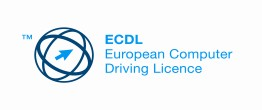 TM
ECDL
European Computer
Driving Licence